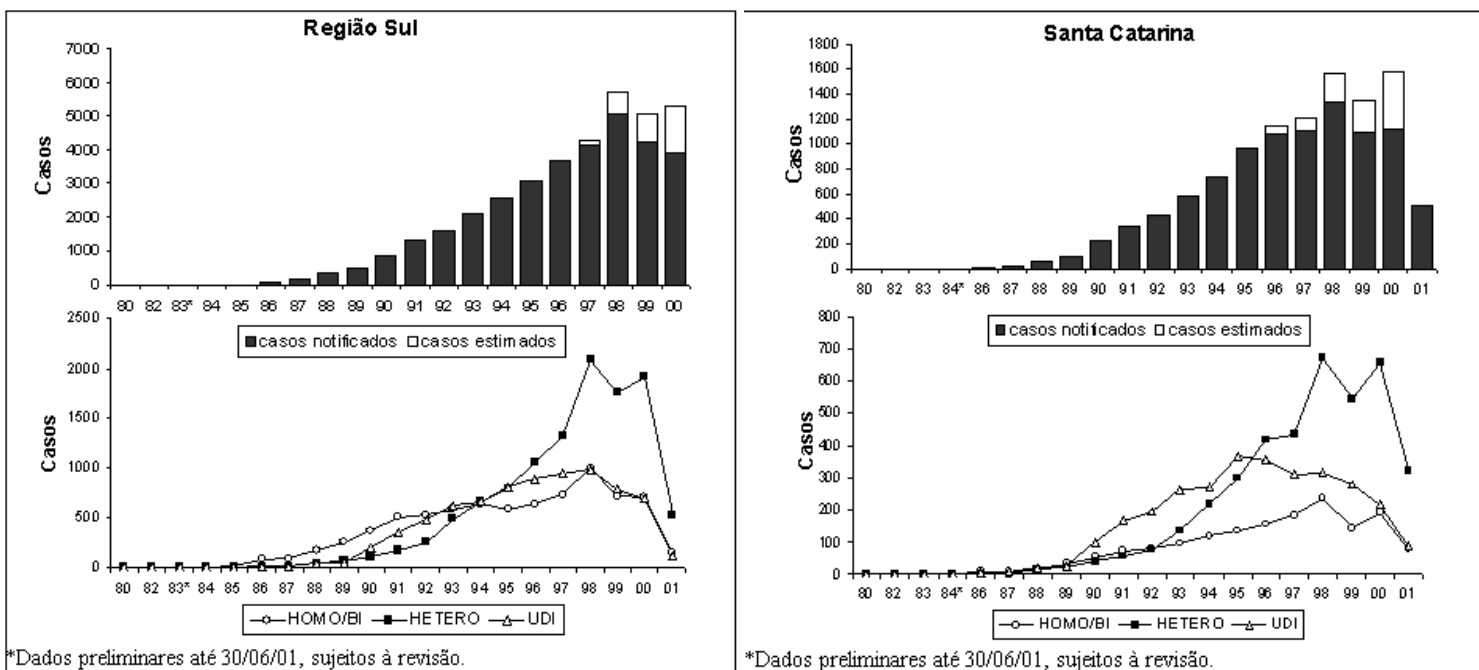 Região Sul
7000
6000
5000
4000
3000
2000
1000
0
Casos
80 82 83* 84 85 86 87 88 89 90 91 92 93 94 95 96 97 98 99 00
casos notificados casos estimados
2500
2000
1500
1000
500
0
Casos
80 82 83* 84 85 86 87 88 89 90 91 92 93 94 95 96 97 98 99 00 01
HOMO/BI HETERO UDI
*Dados preliminares até 30/06/01, sujeitos à revisão.
Santa Catarina
1800
1600
1400
1200
1000
800
600
400
200
0
Casos
80 82 83 84* 86 87 88 89 90 91 92 93 94 95 96 97 98 99 00 01
casos notificados casos estimados
800
700
600
500
400
300
200
100
0
Casos
80 82 83 84* 86 87 88 89 90 91 92 93 94 95 96 97 98 99 00 01
HOMO/BI HETERO UDI
*Dados preliminares até 30/06/01, sujeitos à revisão.